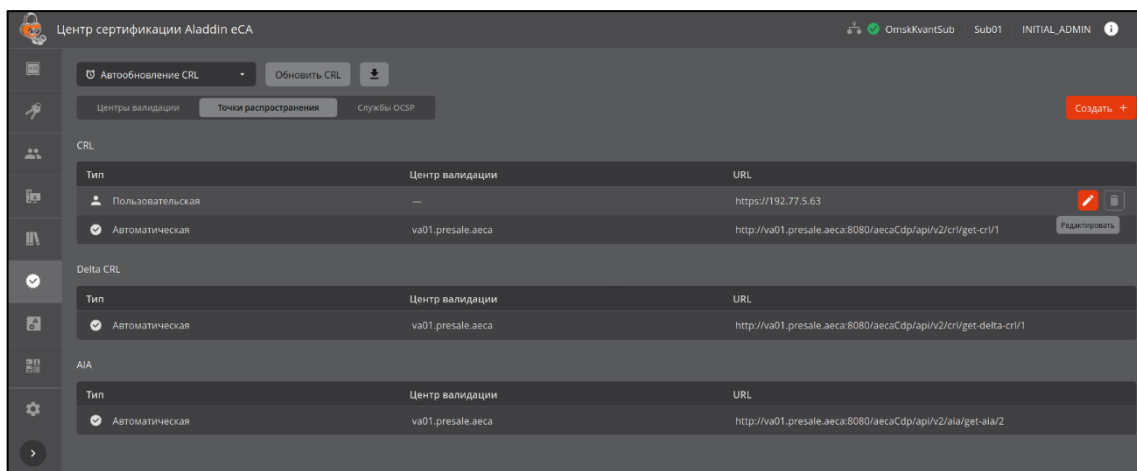 Центр сертификации Aladdin eCA
OmskKvantSub Sub01 INITIAL_ADMIN
Автообновление CRL Обновить CRL
Центры валидации Точки распространения Службы OCSP Создать +
CRL
Тип Центр валидации URL
Пользовательская — https://192.77.5.63
Автоматическая va01.presale.aeca http://va01.presale.aeca:8080/aecaCdp/api/v2/crl/get-crl/1
Редактировать
Delta CRL
Тип Центр валидации URL
Автоматическая va01.presale.aeca http://va01.presale.aeca:8080/aecaCdp/api/v2/crl/get-delta-crl/1
AIA
Тип Центр валидации URL
Автоматическая va01.presale.aeca http://va01.presale.aeca:8080/aecaCdp/api/v2/aia/get-aia/2